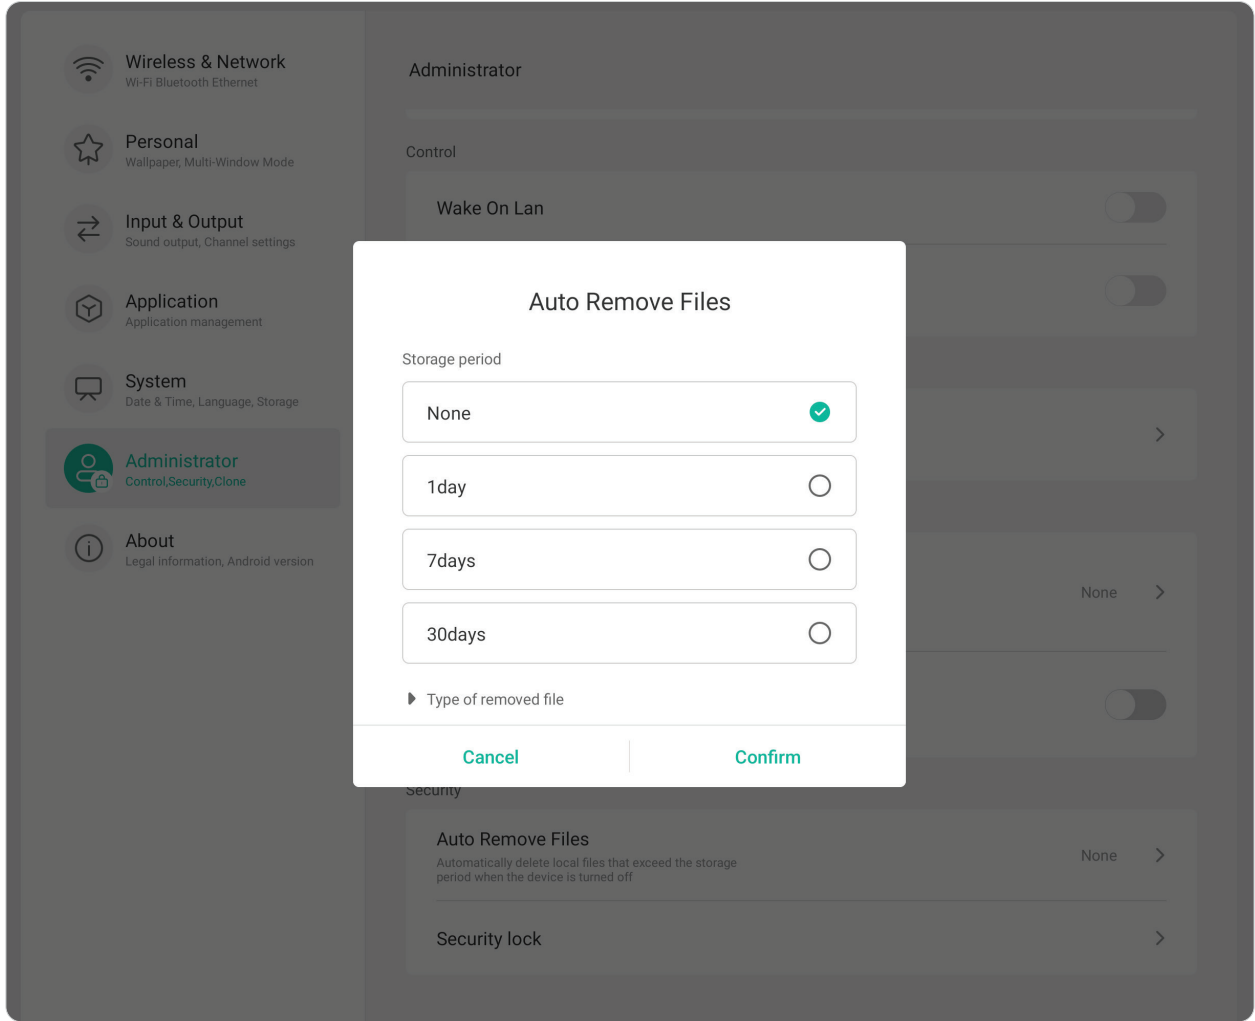 Wireless & Network
Wi-Fi Bluetooth Ethernet
Personal
Wallpaper, Multi-Window Mode
Input & Output
Sound output, Channel settings
Application
Application management
System
Date & Time, Language, Storage
Administrator
Control,Security,Clone
About
Legal information, Android version
Administrator
Control
Wake On Lan
Auto Remove Files
Storage period
None
1day
7days
30days
Type of removed file
Cancel
Confirm
None
Security
Auto Remove Files
Automatically delete local files that exceed the storage
period when the device is turned off
None
Security lock